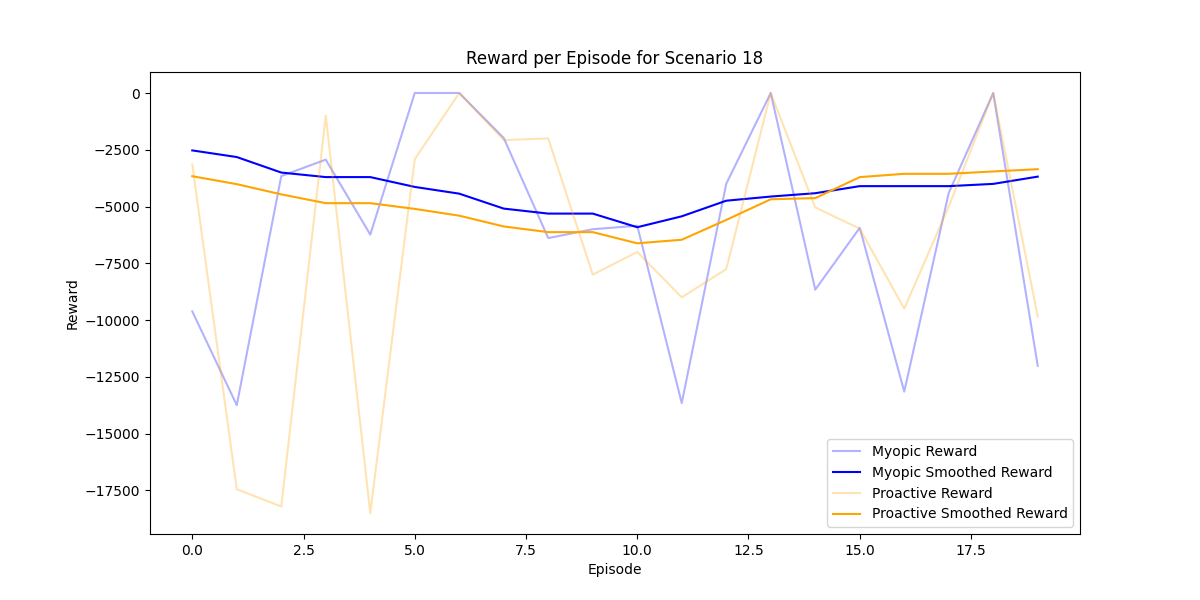 Reward per Episode for Scenario 18
Reward
0
−2500
−5000
−7500
−10000
−12500
−15000
−17500
Myopic Reward
Myopic Smoothed Reward
Proactive Reward
Proactive Smoothed Reward
0.0 2.5 5.0 7.5 10.0 12.5 15.0 17.5
Episode